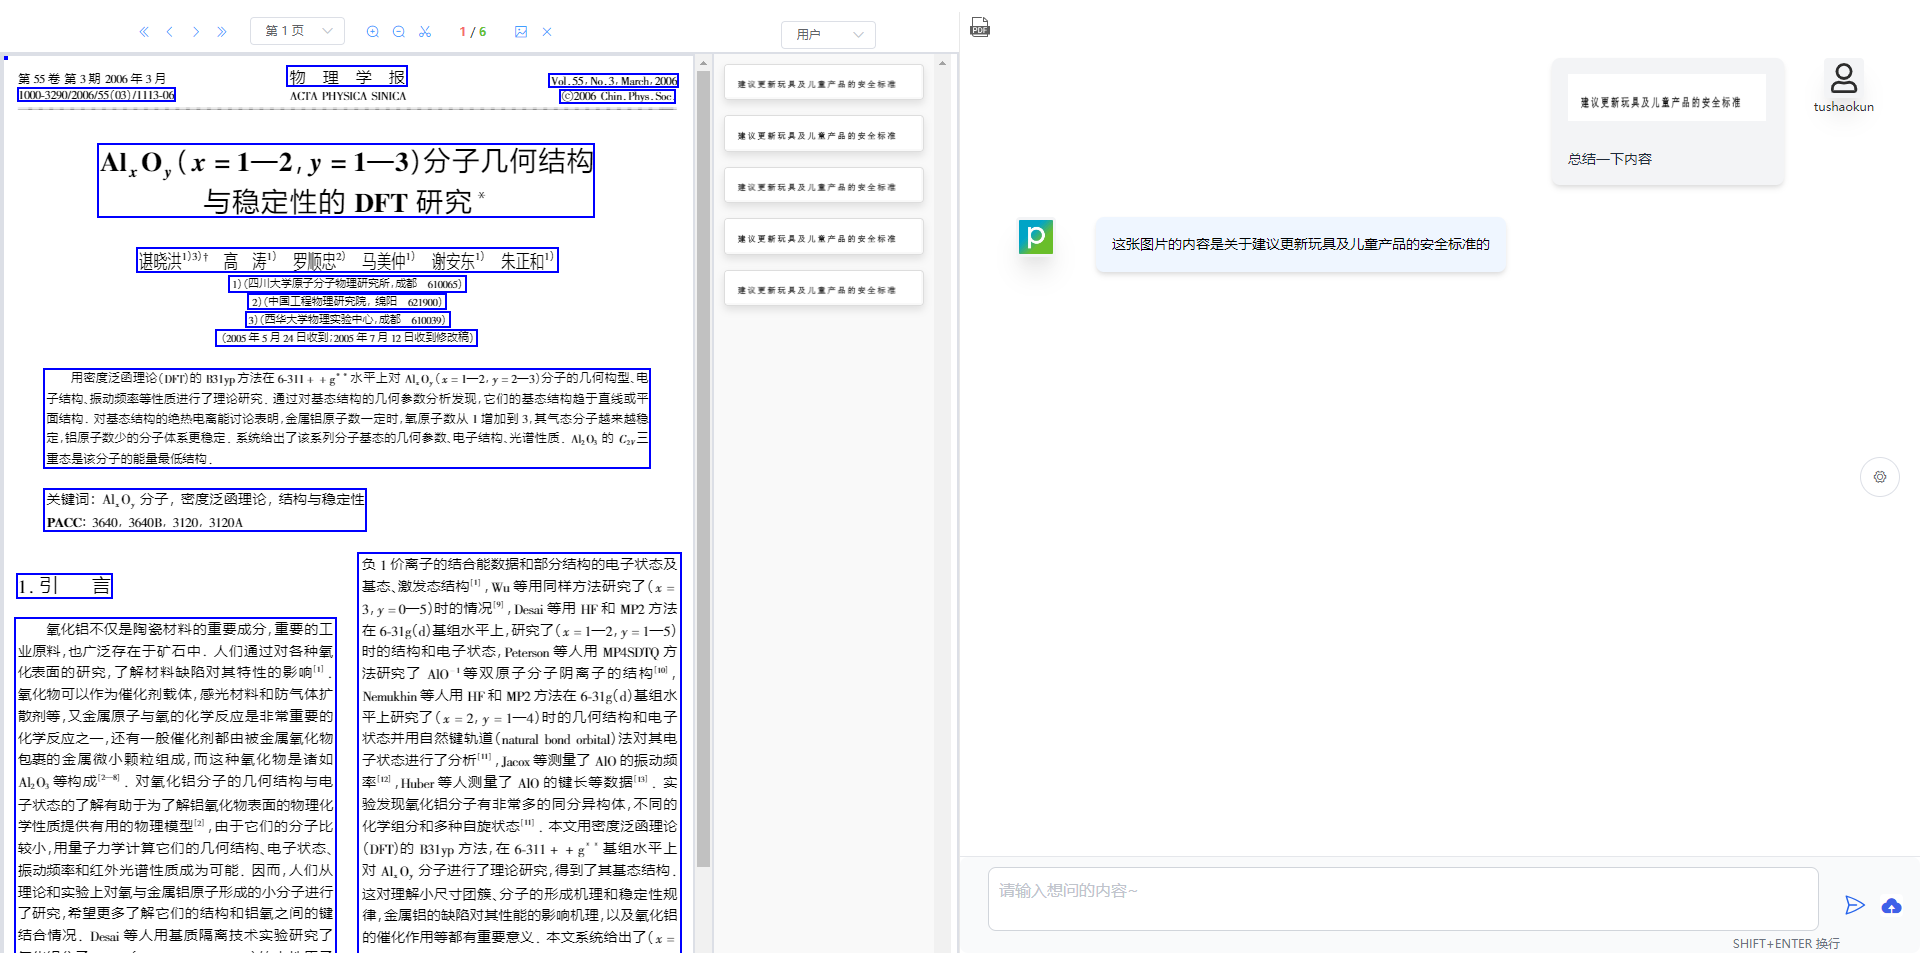 第 1 页
1 / 6
用户
第 55 卷 第 3 期 2006 年 3 月
1000-3290/2006/55(03)/1113-06
物 理 学 报
ACTA PHYSICA SINICA
Vol.55, No.3, March, 2006
©2006 Chin. Phys. Soc.
AlxOy(x = 1—2, y = 1—3)分子几何结构
与稳定性的 DFT 研究*
谌晓洪1)3)† 高 涛1) 罗顺忠2) 马美仲1) 谢安东1) 朱正和1)
1)(四川大学原子分子物理研究所,成都 610065)
2)(中国工程物理研究院, 绵阳 621900)
3)(西华大学物理实验中心,成都 610039)
(2005 年 5 月 24 日收到;2005 年 7 月 12 日收到修改稿)
用密度泛函理论(DFT)的 B3lyp 方法在 6-311 + + g** 水平上对 AlxOy(x = 1—2, y = 2—3)分子的几何构型、电
子结构、振动频率等性质进行了理论研究. 通过对基态结构的几何参数分析发现,它们的基态结构趋于直线或平
面结构. 对基态结构的绝热电离能讨论表明,金属铝原子数一定时,氧原子数从 1 增加到 3,其气态分子越来越稳
定,铝原子数少的分子体系更稳定. 系统给出了该系列分子基态的几何参数、电子结构、光谱性质. Al2O3 的 C2V三
重态是该分子的能量最低结构.
关键词: AlxOy 分子, 密度泛函理论, 结构与稳定性
PACC: 3640, 3640B, 3120, 3120A
1. 引 言
氧化铝不仅是陶瓷材料的重要成分,重要的工
业原料,也广泛存在于矿石中. 人们通过对各种氧
化表面的研究,了解材料缺陷对其特性的影响[1].
氧化物可以作为催化剂载体,感光材料和防气体扩
散剂等,又金属原子与氧的化学反应是非常重要的
化学反应之一,还有一般催化剂都由被金属氧化物
包裹的金属微小颗粒组成,而这种氧化物是诸如
Al2O3 等构成[2—8]. 对氧化铝分子的几何结构与电
子状态的了解有助于为了解铝氧化物表面的物理化
学性质提供有用的物理模型[2],由于它们的分子比
较小,用量子力学计算它们的几何结构、电子状态、
振动频率和红外光谱性质成为可能. 因而,人们从
理论和实验上对氧与金属铝原子形成的小分子进行
了研究,希望更多了解它们的结构和铝氧之间的键
结合情况. Desai 等人用基质隔离技术实验研究了
负 1 价离子的结合能数据和部分结构的电子状态及
基态、激发态结构[1], Wu 等用同样方法研究了(x =
3, y = 0—5)时的情况[9], Desai 等用 HF 和 MP2 方法
在 6-31g(d)基组水平上,研究了(x = 1—2, y = 1—5)
时的结构和电子状态, Peterson 等人用 MP4SDTQ 方
法研究了 AlO−1等双原子分子阴离子的结构[10],
Nemukhin 等人用 HF 和 MP2 方法在 6-31g(d)基组水
平上研究了(x = 2, y = 1—4)时的几何结构和电子
状态并用自然键轨道(natural bond orbital)法对其电
子状态进行了分析[11], Jacox 等测量了 AlO 的振动频
率[12], Huber 等人测量了 AlO 的键长等数据[13]. 实
验发现氧化铝分子有非常多的同分异构体,不同的
化学组分和多种自旋状态[11]. 本文用密度泛函理论
(DFT)的 B3lyp 方法,在 6-311 + + g** 基组水平上
对 AlxOy 分子进行了理论研究,得到了其基态结构.
这对理解小尺寸团簇、分子的形成机理和稳定性规
律,金属铝的缺陷对其性能的影响机理,以及氧化铝
的催化作用等都有重要意义. 本文系统给出了(x =
建议更新玩具及儿童产品的安全标准
建议更新玩具及儿童产品的安全标准
建议更新玩具及儿童产品的安全标准
建议更新玩具及儿童产品的安全标准
建议更新玩具及儿童产品的安全标准
PDF
建议更新玩具及儿童产品的安全标准
总结一下内容
tushaokun
这张图片的内容是关于建议更新玩具及儿童产品的安全标准的
请输入想问的内容~
SHIFT+ENTER 换行